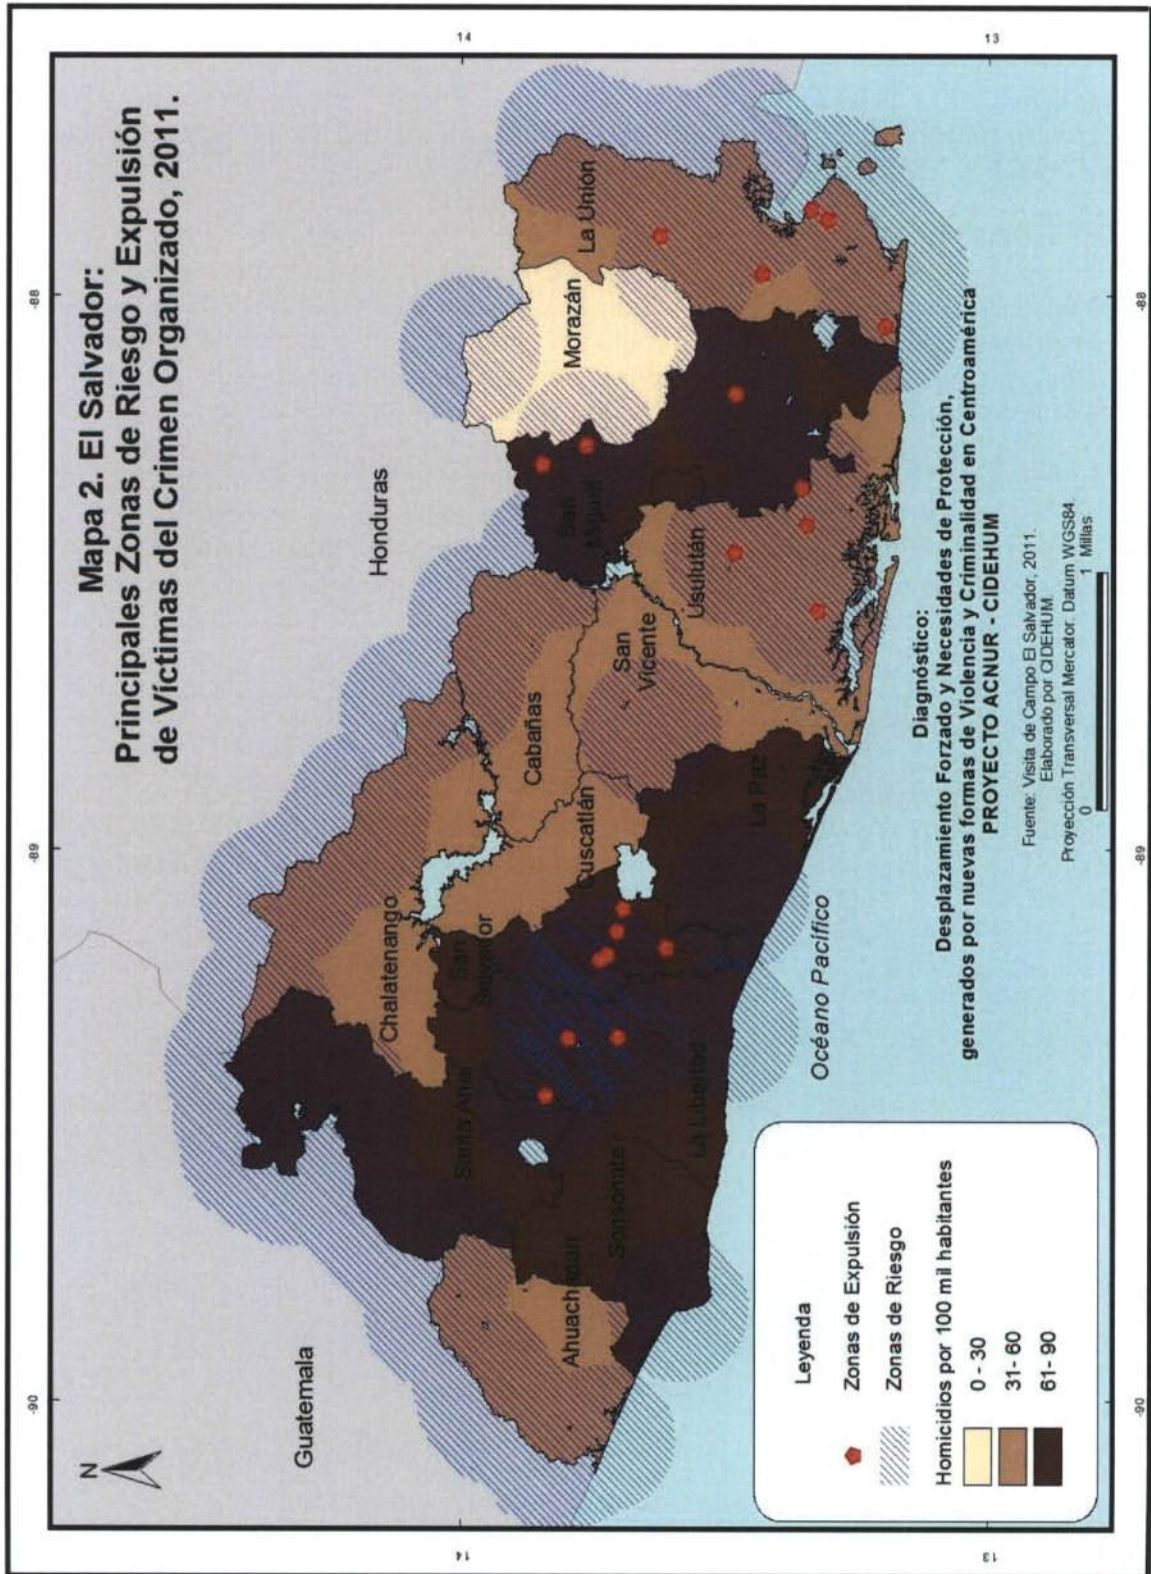 Mapa 2. El Salvador:
Principales Zonas de Riesgo y Expulsión
de Víctimas del Crimen Organizado, 2011.
N
-90
-89
-88
14
14
13
13
-90
-89
-88
Guatemala
Honduras
Chalatenango
Cabañas
Cuscatlán
San
Salvador
Santa Ana
Ahuachapán
Sonsonate
La Libertad
La Paz
San
Vicente
Usulután
San
Miguel
Morazán
La Unión
Océano Pacífico
Leyenda
Zonas de Expulsión
Zonas de Riesgo
Homicidios por 100 mil habitantes
0 - 30
31- 60
61- 90
Diagnóstico:
Desplazamiento Forzado y Necesidades de Protección,
generados por nuevas formas de Violencia y Criminalidad en Centroamérica
PROYECTO ACNUR - CIDEHUM
Fuente: Visita de Campo El Salvador, 2011.
Elaborado por CIDEHUM.
Proyección Transversal Mercator. Datum WGS84.
0 1 Millas